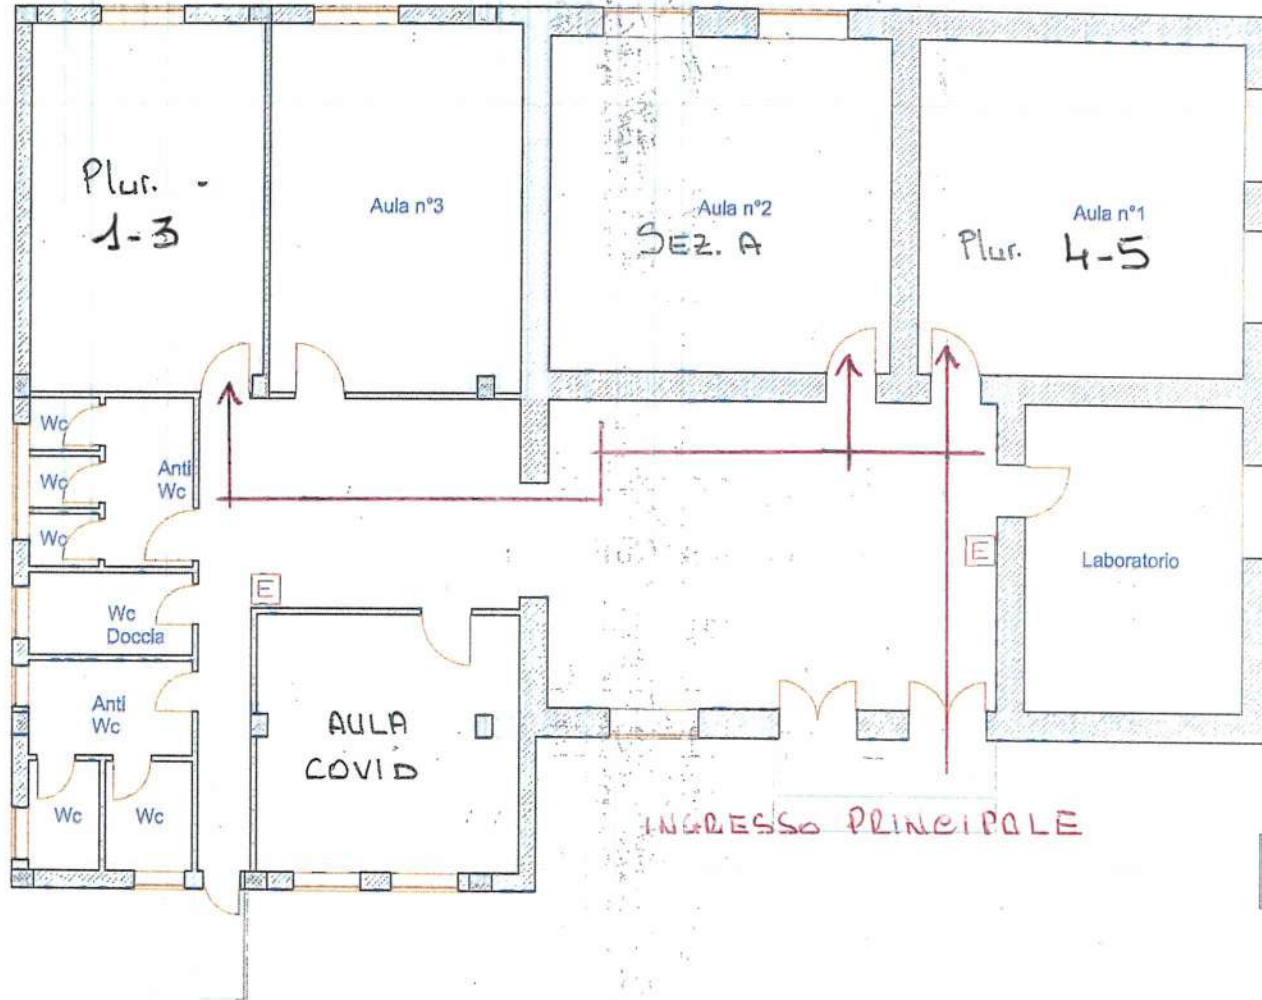 Plur. -
1-3
Aula n°3
Aula n°2
SEZ. A
Aula n°1
Plur. 4-5
Wc
Wc
Wc
Anti
Wc
Wc
Doccia
Anti
Wc
Wc
Wc
E
E
Laboratorio
AULA
COVID
INGRESSO PRINCIPALE